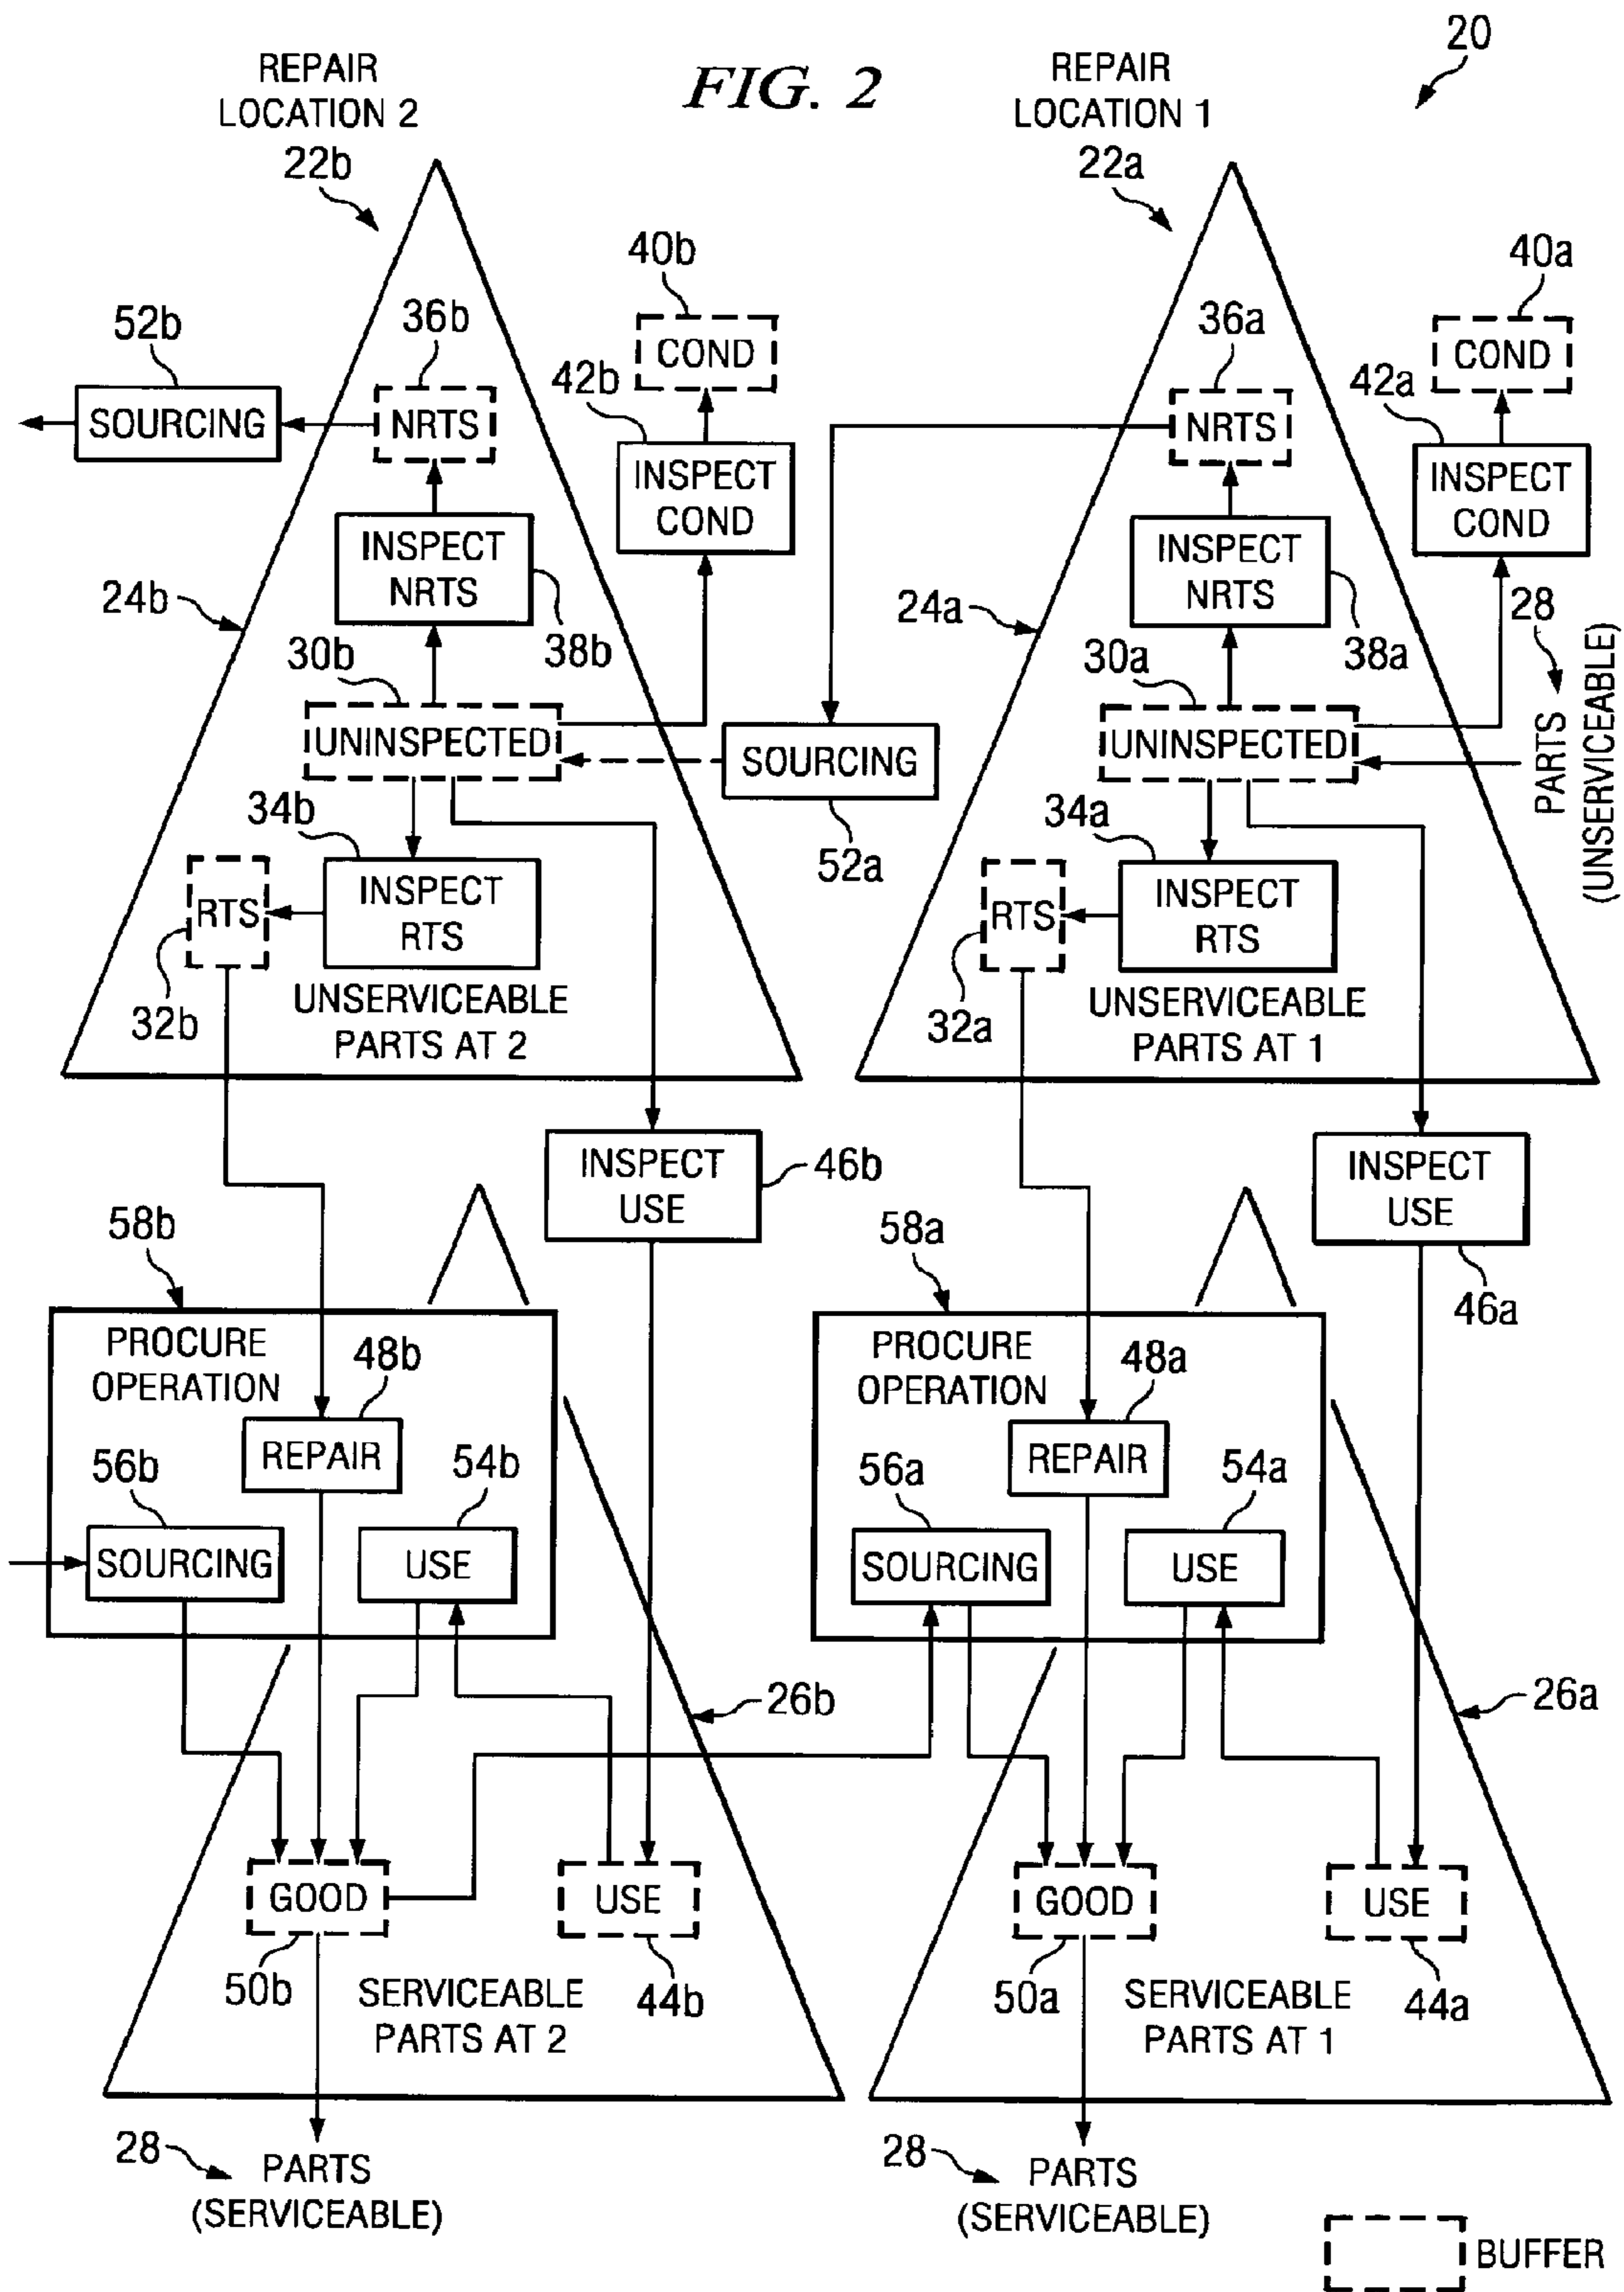 FIG. 2
20
REPAIR
LOCATION 2
22b
REPAIR
LOCATION 1
22a
40b
COND
40a
COND
52b
SOURCING
36b
NRTS
42b
INSPECT
COND
36a
NRTS
42a
INSPECT
COND
INSPECT
NRTS
38b
24b
INSPECT
NRTS
38a
24a
28
PARTS
(UNSERVICEABLE)
30b
UNINSPECTED
SOURCING
52a
30a
UNINSPECTED
34b
INSPECT
RTS
RTS
32b
34a
INSPECT
RTS
RTS
32a
UNSERVICEABLE
PARTS AT 2
UNSERVICEABLE
PARTS AT 1
INSPECT
USE
46b
INSPECT
USE
46a
58b
PROCURE
OPERATION
48b
REPAIR
56b
SOURCING
54b
USE
58a
PROCURE
OPERATION
48a
REPAIR
56a
SOURCING
54a
USE
26b
26a
GOOD
50b
USE
44b
GOOD
50a
USE
44a
SERVICEABLE
PARTS AT 2
SERVICEABLE
PARTS AT 1
28
PARTS
(SERVICEABLE)
28
PARTS
(SERVICEABLE)
BUFFER